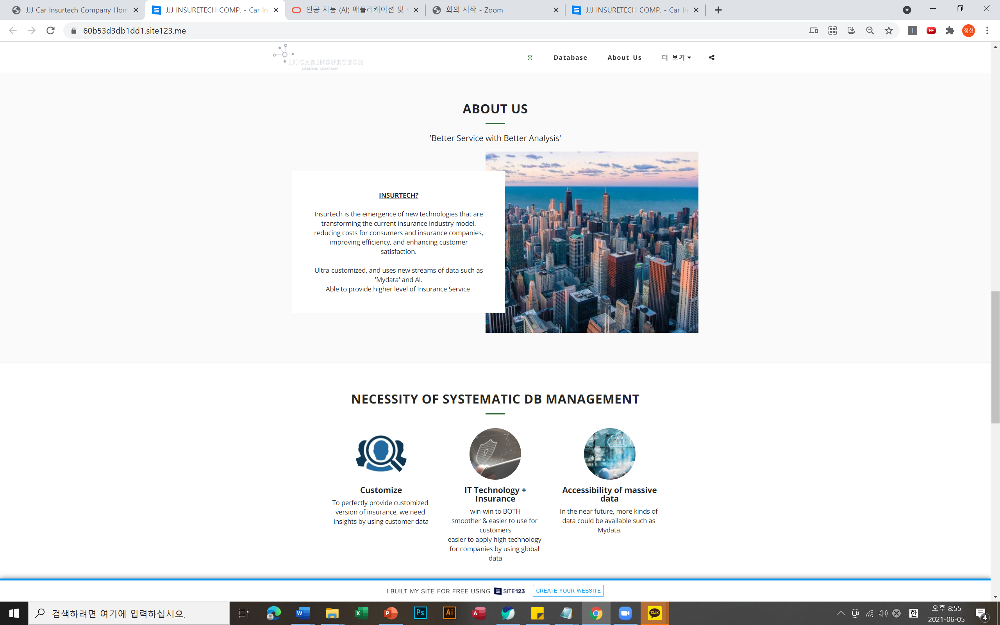 JJJ Car Insurtech Company Hom
JJJ INSURETECH COMP. - Car In
인공 지능 (AI) 애플리케이션 및
회의 시작 - Zoom
JJJ INSURETECH COMP. - Car In
60b53d3db1dd1.site123.me
정현
JJJCARINSURTECH
LEADING COMPANY
홈
Database
About Us
더 보기
ABOUT US
'Better Service with Better Analysis'
INSURTECH?
Insurtech is the emergence of new technologies that are
transforming the current insurance industry model.
reducing costs for consumers and insurance companies,
improving efficiency, and enhancing customer
satisfaction.
Ultra-customized, and uses new streams of data such as
'Mydata' and AI.
Able to provide higher level of Insurance Service
NECESSITY OF SYSTEMATIC DB MANAGEMENT
Customize
To perfectly provide customized
version of insurance, we need
insights by using customer data
IT Technology +
Insurance
win-win to BOTH
smoother & easier to use for
customers
easier to apply high technology
for companies by using global
data
Accessibility of massive
data
In the near future, more kinds of
data could be available such as
Mydata.
I BUILT MY SITE FOR FREE USING SITE123
CREATE YOUR WEBSITE
검색하려면 여기에 입력하십시오.
W
X
P
Ps
Ai
A
TALK
한
오후 8:55
2021-06-05
4